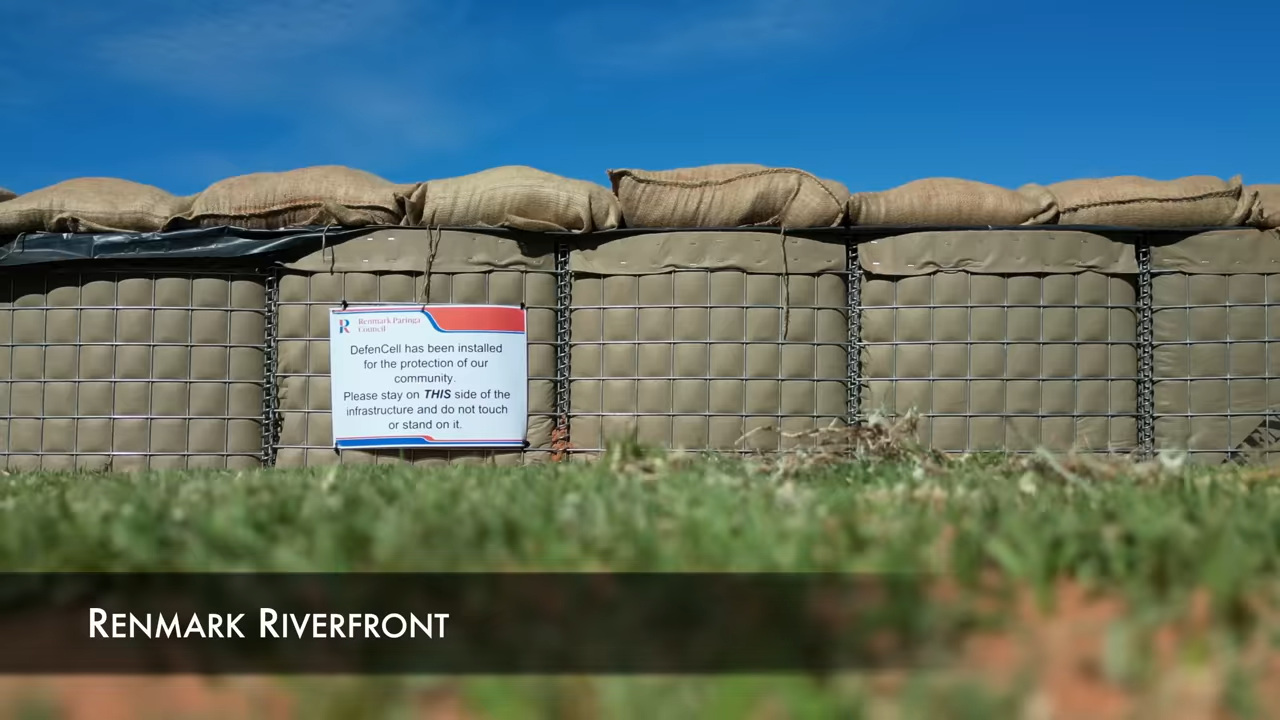 Renmark Paringa
Council
DefenCell has been installed
for the protection of our
community.
Please stay on THIS side of the
infrastructure and do not touch
or stand on it.
RENMARK RIVERFRONT